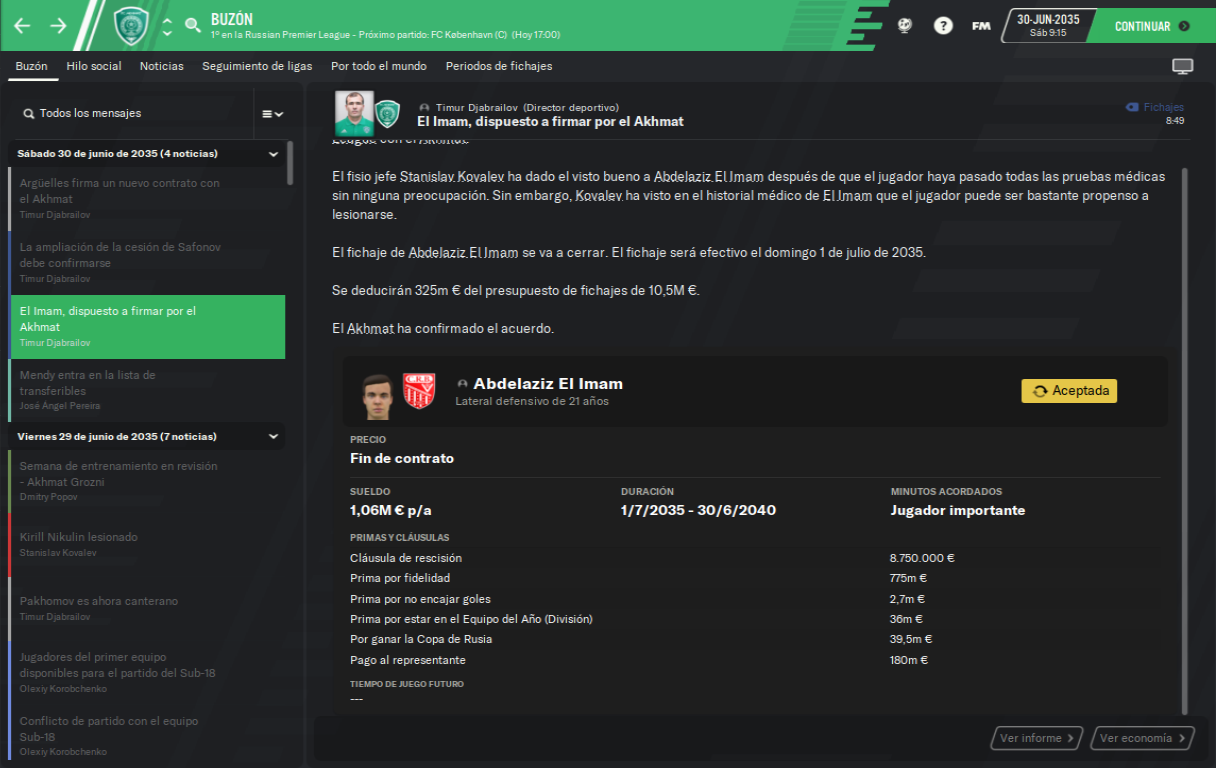 BUZÓN
1º en la Russian Premier League - Próximo partido: FC København (C) (Hoy 17:00)
?
FM
30-JUN-2035
Sáb 9:15
CONTINUAR
Buzón
Hilo social
Noticias
Seguimiento de ligas
Por todo el mundo
Periodos de fichajes
Todos los mensajes
Sábado 30 de junio de 2035 (4 noticias)
Argüelles firma un nuevo contrato con
el Akhmat
Timur Djabrailov
La ampliación de la cesión de Safonov
debe confirmarse
Timur Djabrailov
El Imam, dispuesto a firmar por el
Akhmat
Timur Djabrailov
Mendy entra en la lista de
transferibles
José Ángel Pereira
Viernes 29 de junio de 2035 (7 noticias)
Semana de entrenamiento en revisión
- Akhmat Grozni
Dmitry Popov
Kirill Nikulin lesionado
Stanislav Kovalev
Pakhomov es ahora canterano
Timur Djabrailov
Jugadores del primer equipo
disponibles para el partido del Sub-18
Olexiy Korobchenko
Conflicto de partido con el equipo
Sub-18
Olexiy Korobchenko
Timur Djabrailov (Director deportivo)
El Imam, dispuesto a firmar por el Akhmat
Fichajes
8:49
League con el Akhmat.
El fisio jefe Stanislav Kovalev ha dado el visto bueno a Abdelaziz El Imam después de que el jugador haya pasado todas las pruebas médicas
sin ninguna preocupación. Sin embargo, Kovalev ha visto en el historial médico de El Imam que el jugador puede ser bastante propenso a
lesionarse.
El fichaje de Abdelaziz El Imam se va a cerrar. El fichaje será efectivo el domingo 1 de julio de 2035.
Se deducirán 325m € del presupuesto de fichajes de 10,5M €.
El Akhmat ha confirmado el acuerdo.
C.R.B
Abdelaziz El Imam
Lateral defensivo de 21 años
Aceptada
PRECIO
Fin de contrato
SUELDO
DURACIÓN
MINUTOS ACORDADOS
1,06M € p/a
1/7/2035 - 30/6/2040
Jugador importante
PRIMAS Y CLÁUSULAS
Cláusula de rescisión
8.750.000 €
Prima por fidelidad
775m €
Prima por no encajar goles
2,7m €
Prima por estar en el Equipo del Año (División)
36m €
Por ganar la Copa de Rusia
39,5m €
Pago al representante
180m €
TIEMPO DE JUEGO FUTURO
---
Ver informe
Ver economía